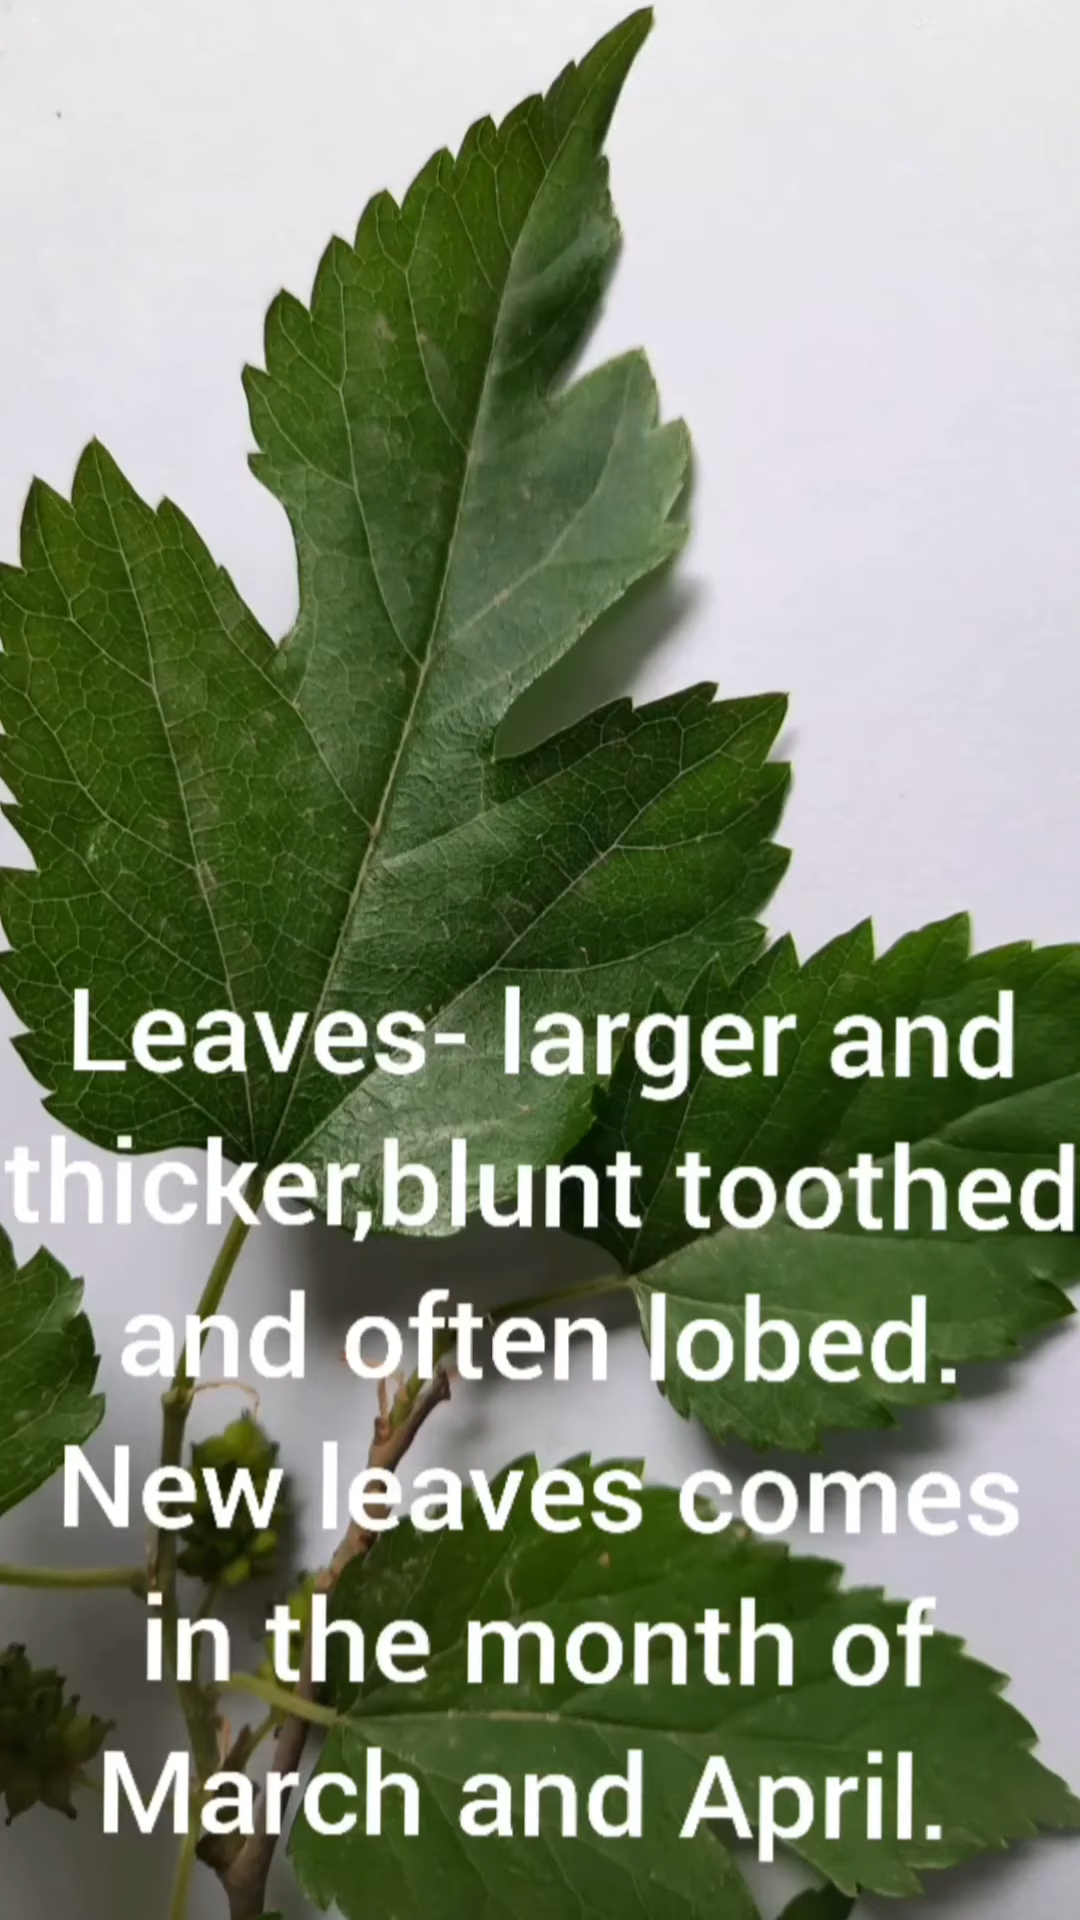 Leaves- larger and
thicker,blunt toothed
and often lobed.
New leaves comes
in the month of
March and April.